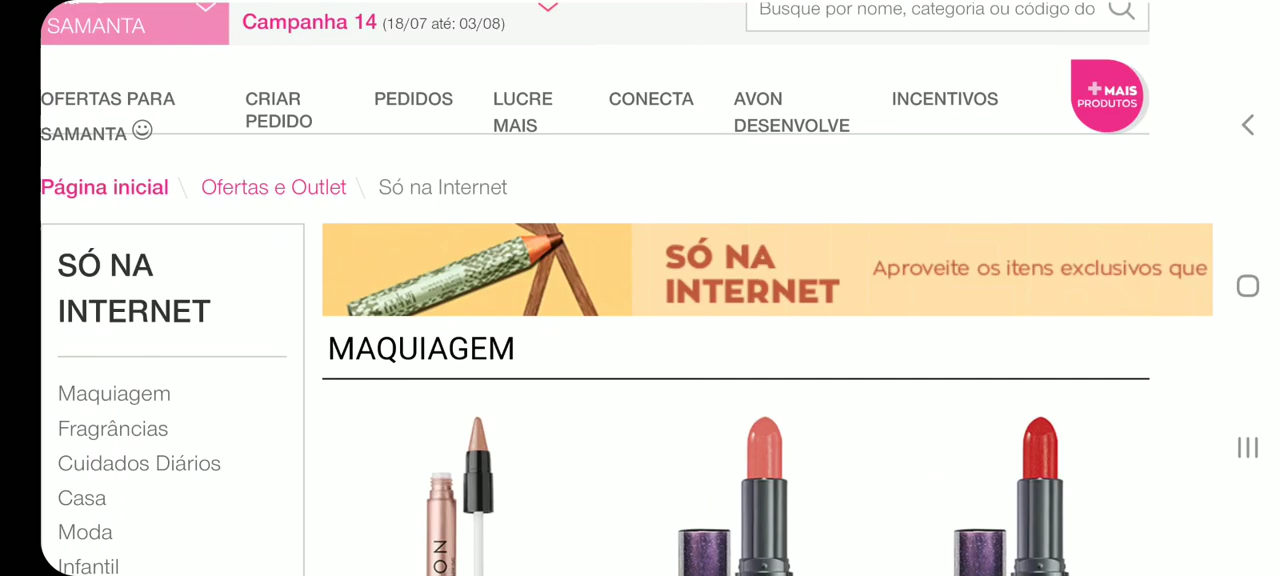 SAMANTA
Campanha 14 (18/07 até: 03/08)
Busque por nome, categoria ou código do
OFERTAS PARA
SAMANTA
CRIAR
PEDIDO
PEDIDOS
LUCRE
MAIS
CONECTA
AVON
DESENVOLVE
INCENTIVOS
+MAIS
PRODUTOS
Página inicial \ Ofertas e Outlet \ Só na Internet
SÓ NA
INTERNET
Maquiagem
Fragrâncias
Cuidados Diários
Casa
Moda
Infantil
SÓ NA
INTERNET
Aproveite os itens exclusivos que
MAQUIAGEM
ON